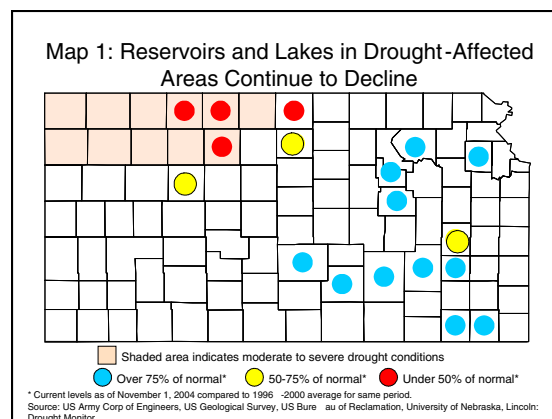 Map 1: Reservoirs and Lakes in Drought-Affected
Areas Continue to Decline
Shaded area indicates moderate to severe drought conditions
Over 75% of normal* 50-75% of normal* Under 50% of normal*
* Current levels as of November 1, 2004 compared to 1996 -2000 average for same period.
Source: US Army Corp of Engineers, US Geological Survey, US Bure au of Reclamation, University of Nebraska, Lincoln:
Drought Monitor